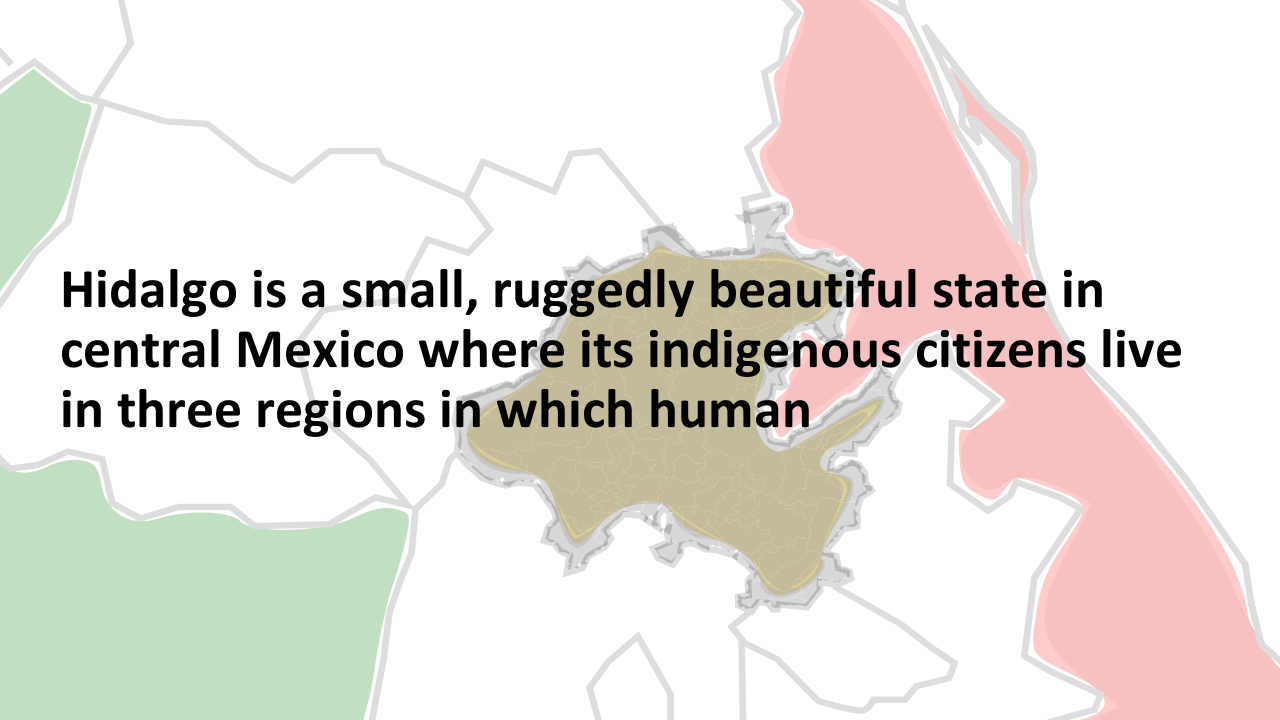 Hidalgo is a small, ruggedly beautiful state in
central Mexico where its indigenous citizens live
in three regions in which human